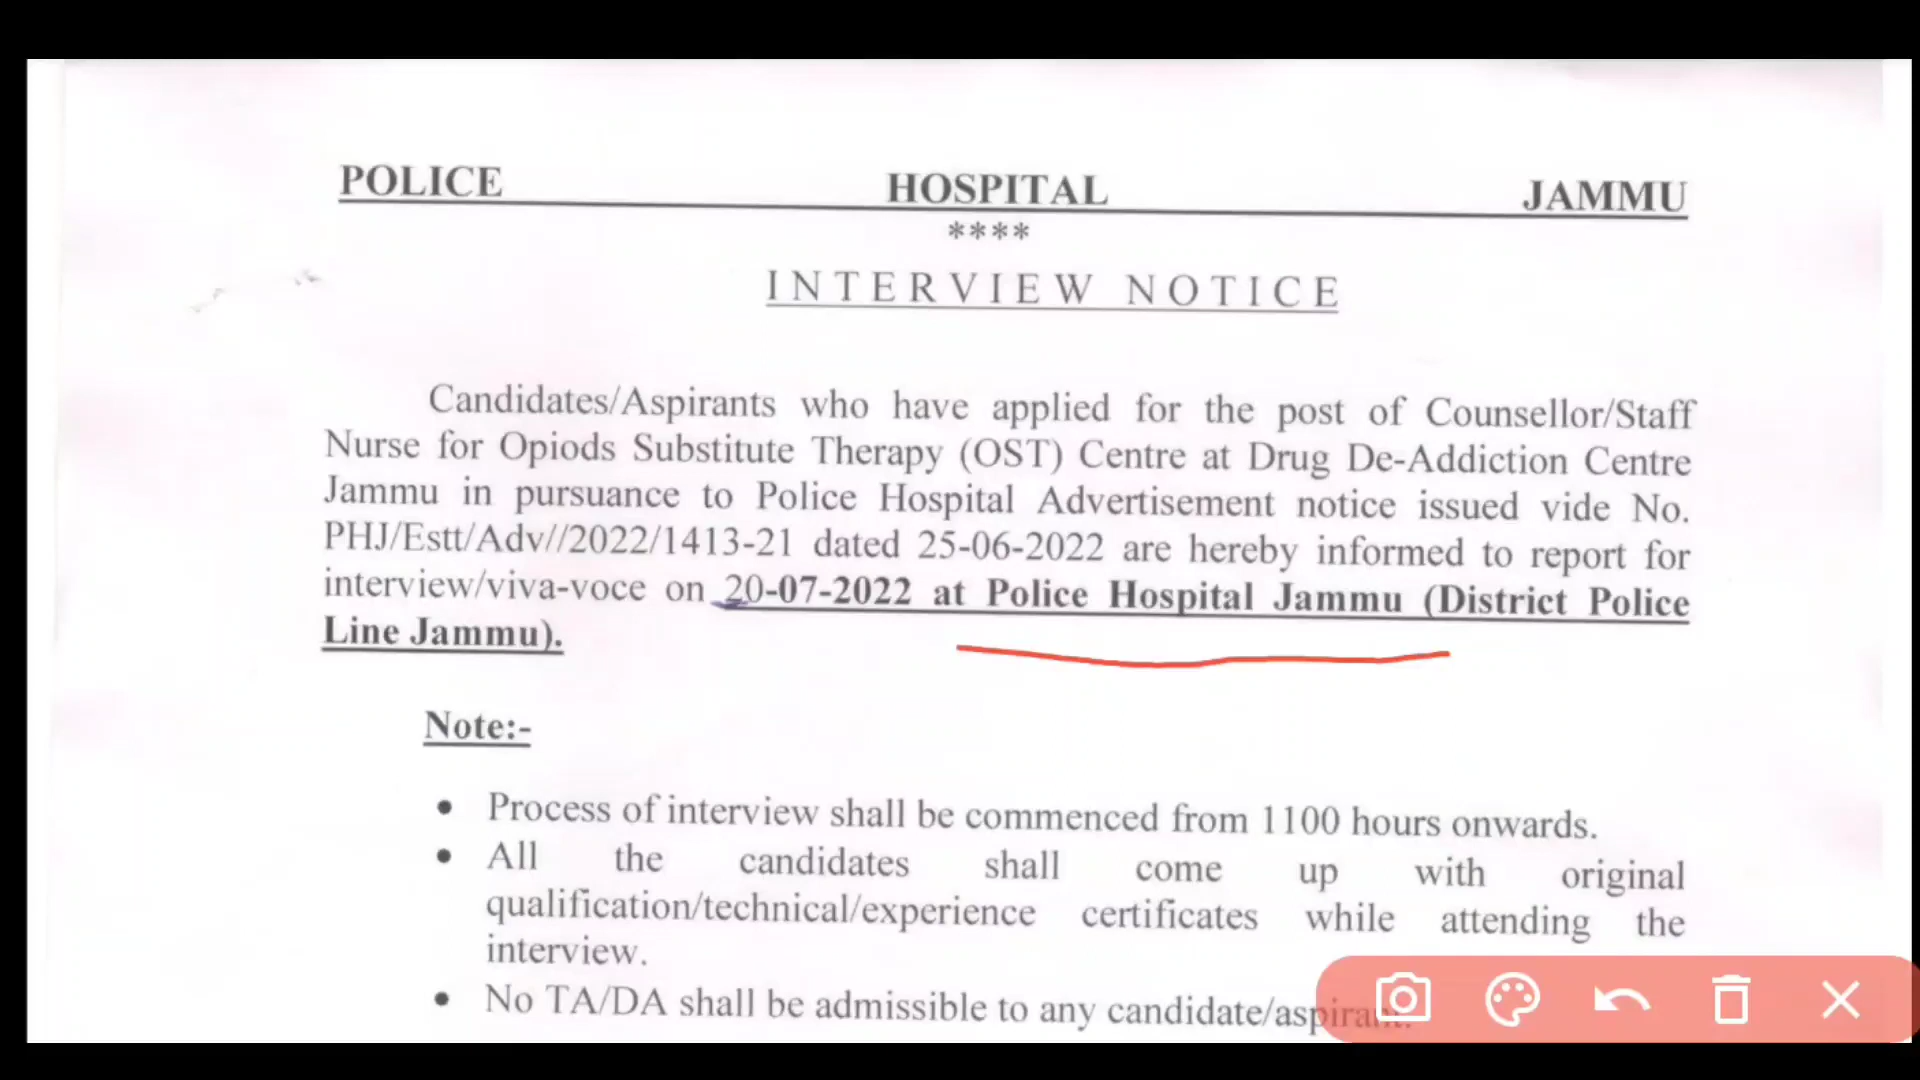 POLICE HOSPITAL JAMMU
****
INTERVIEW NOTICE
Candidates/Aspirants who have applied for the post of Counsellor/Staff
Nurse for Opiods Substitute Therapy (OST) Centre at Drug De-Addiction Centre
Jammu in pursuance to Police Hospital Advertisement notice issued vide No.
PHJ/Estt/Adv//2022/1413-21 dated 25-06-2022 are hereby informed to report for
interview/viva-voce on 20-07-2022 at Police Hospital Jammu (District Police
Line Jammu).
Note:-
• Process of interview shall be commenced from 1100 hours onwards.
• All the candidates shall come up with original
qualification/technical/experience certificates while attending the
interview.
• No TA/DA shall be admissible to any candidate/aspirant.